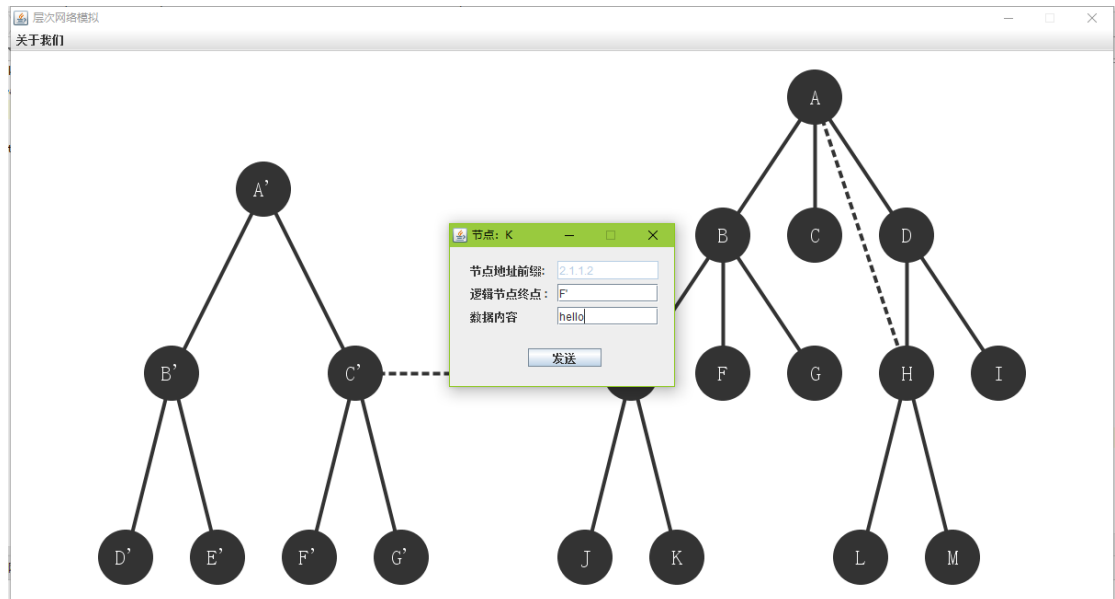 层次网络模拟
关于我们
A
A'
节点: K
B
C
D
节点地址前缀: 2.1.1.2
逻辑节点终点: F'
数据内容 hello
发送
B'
C'
F
G
H
I
D'
E'
F'
G'
J
K
L
M